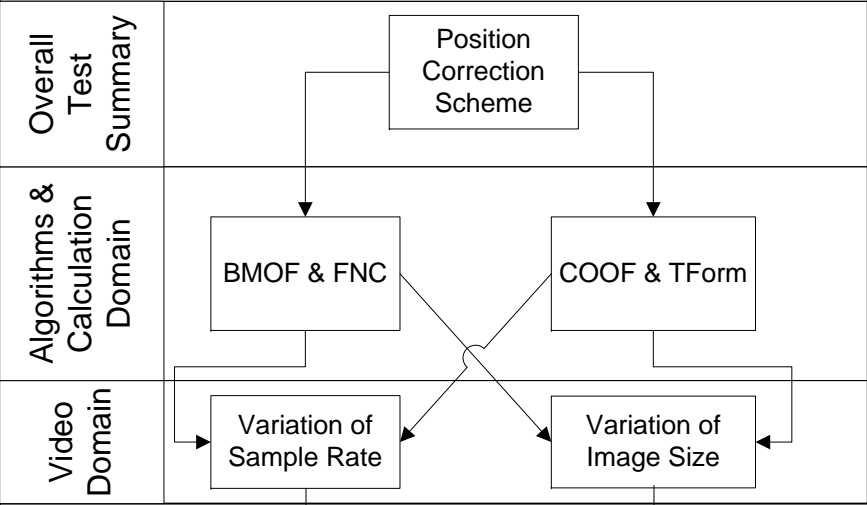 Overall
Test
Summary
Position
Correction
Scheme
Algorithms &
Calculation
Domain
BMOF & FNC
COOF & TForm
Video
Domain
Variation of
Sample Rate
Variation of
Image Size